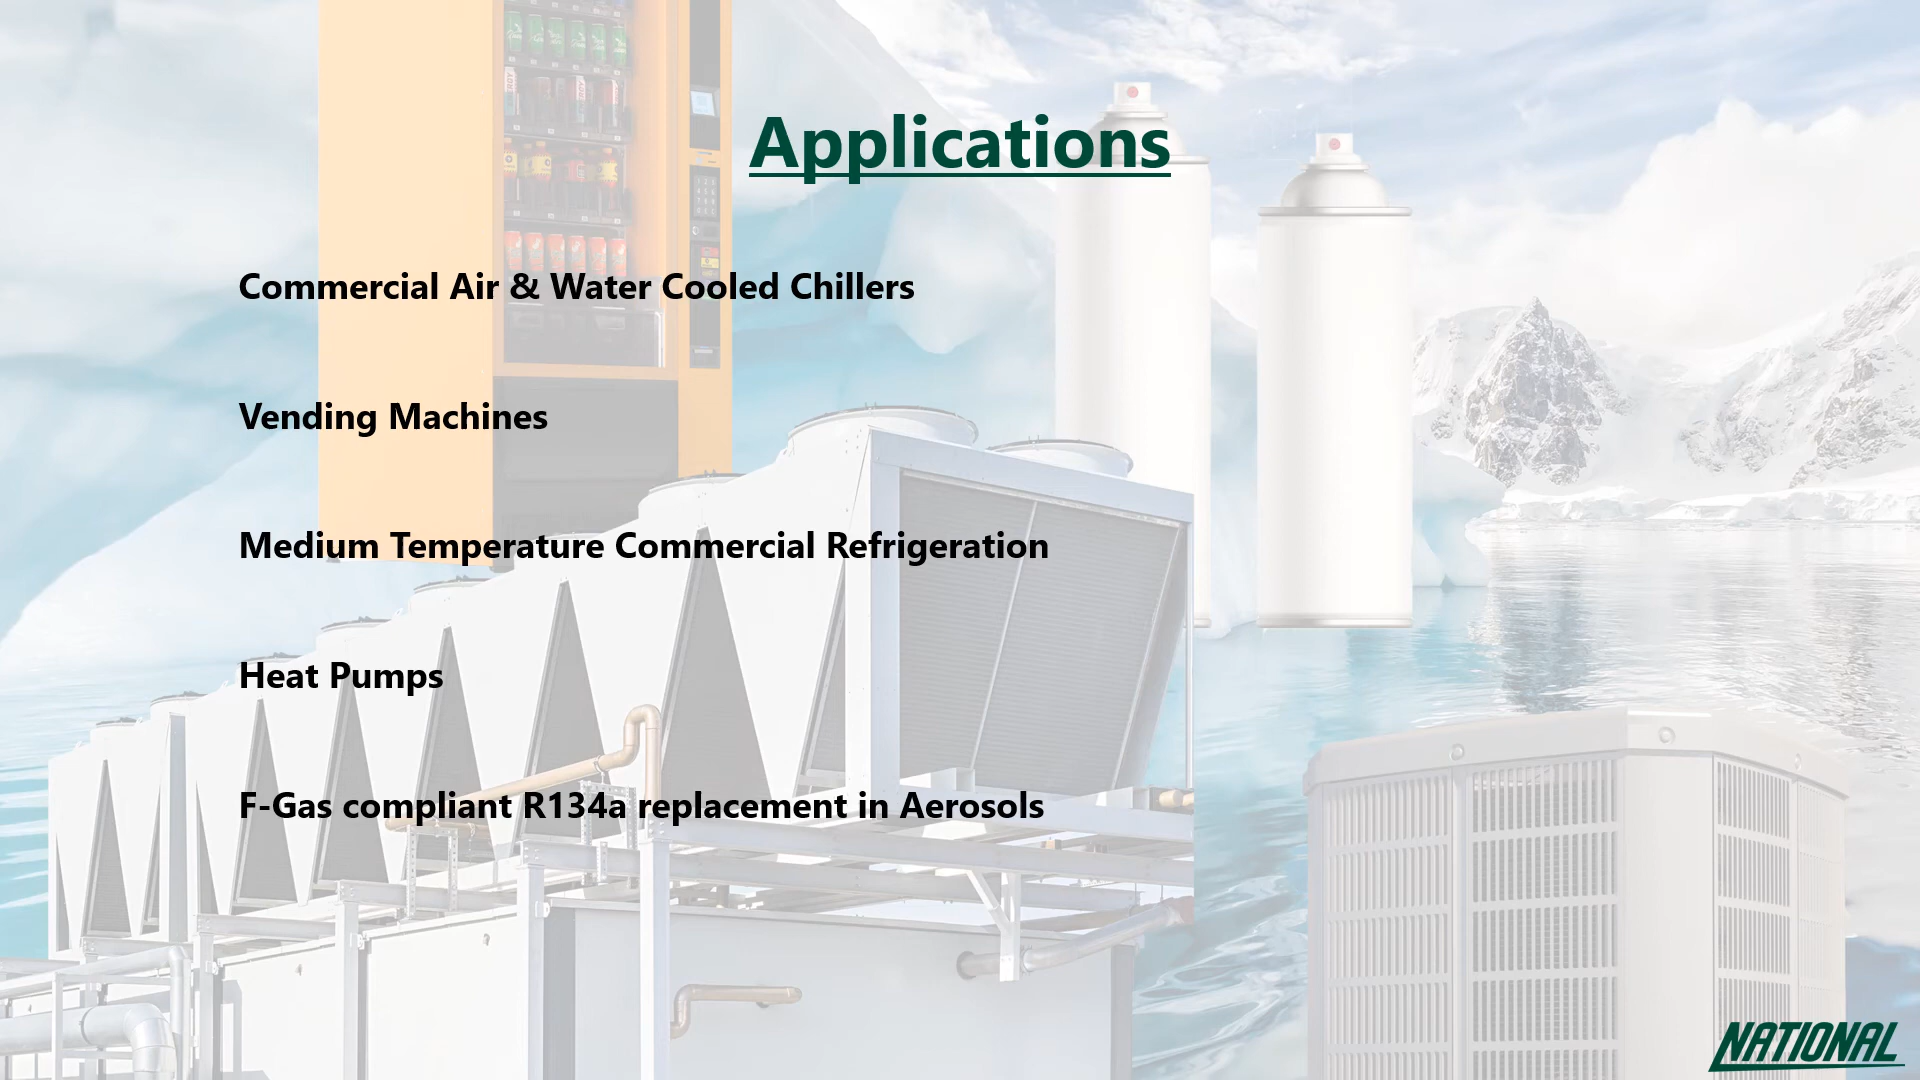 Applications
Commercial Air & Water Cooled Chillers
Vending Machines
Medium Temperature Commercial Refrigeration
Heat Pumps
F-Gas compliant R134a replacement in Aerosols
NATIONAL